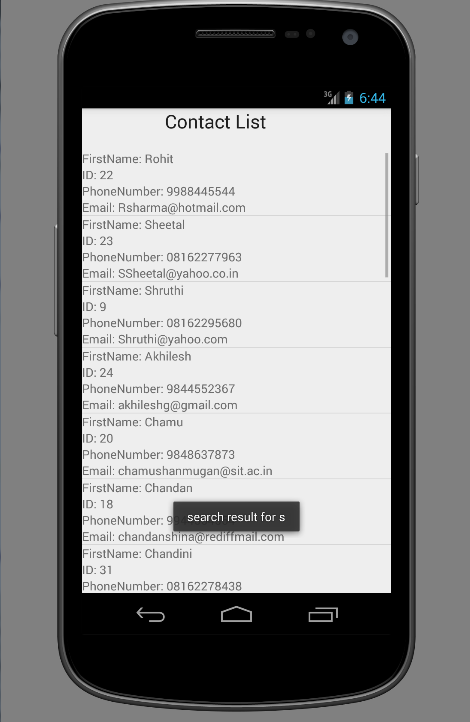 3G 6:44
Contact List
FirstName: Rohit
ID: 22
PhoneNumber: 9988445544
Email: Rsharma@hotmail.com
FirstName: Sheetal
ID: 23
PhoneNumber: 08162277963
Email: SSheetal@yahoo.co.in
FirstName: Shruthi
ID: 9
PhoneNumber: 08162295680
Email: Shruthi@yahoo.com
FirstName: Akhilesh
ID: 24
PhoneNumber: 9844552367
Email: akhileshg@gmail.com
FirstName: Chamu
ID: 20
PhoneNumber: 9848637873
Email: chamushanmugan@sit.ac.in
FirstName: Chandan
ID: 18
search result for s
PhoneNumber:
Email: chandanshina@rediffmail.com
FirstName: Chandini
ID: 31
PhoneNumber: 08162278438